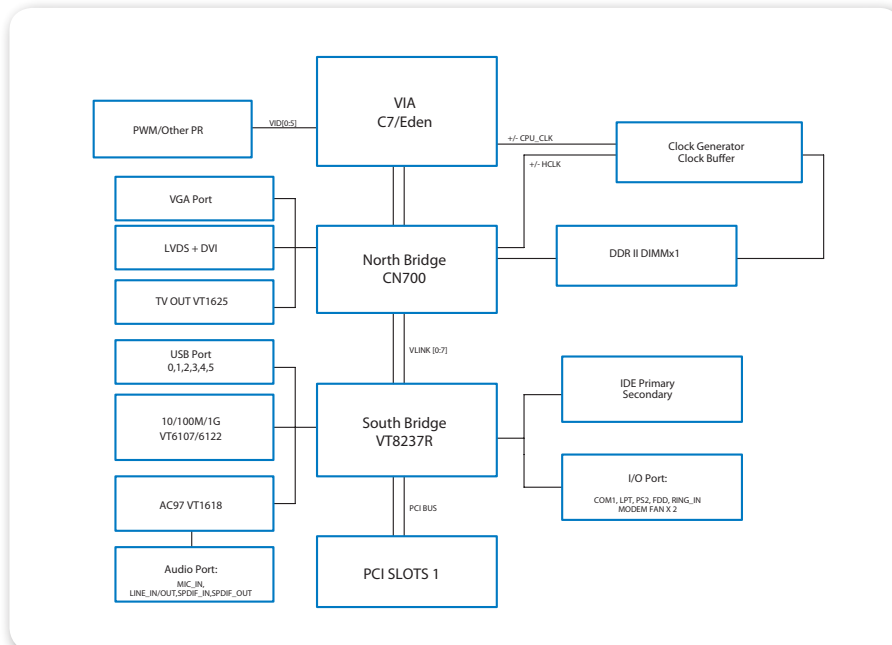 VIA
C7/Eden
PWM/Other PR
VID[0:5]
+/- CPU_CLK
+/- HCLK
Clock Generator
Clock Buffer
VGA Port
LVDS + DVI
TV OUT VT1625
North Bridge
CN700
DDR II DIMMx1
VLINK [0:7]
USB Port
0,1,2,3,4,5
10/100M/1G
VT6107/6122
AC97 VT1618
Audio Port:
MIC_IN,
LINE_IN/OUT,SPDIF_IN,SPDIF_OUT
South Bridge
VT8237R
IDE Primary
Secondary
I/O Port:
COM1, LPT, PS2, FDD, RING_IN
MODEM FAN X 2
PCI BUS
PCI SLOTS 1